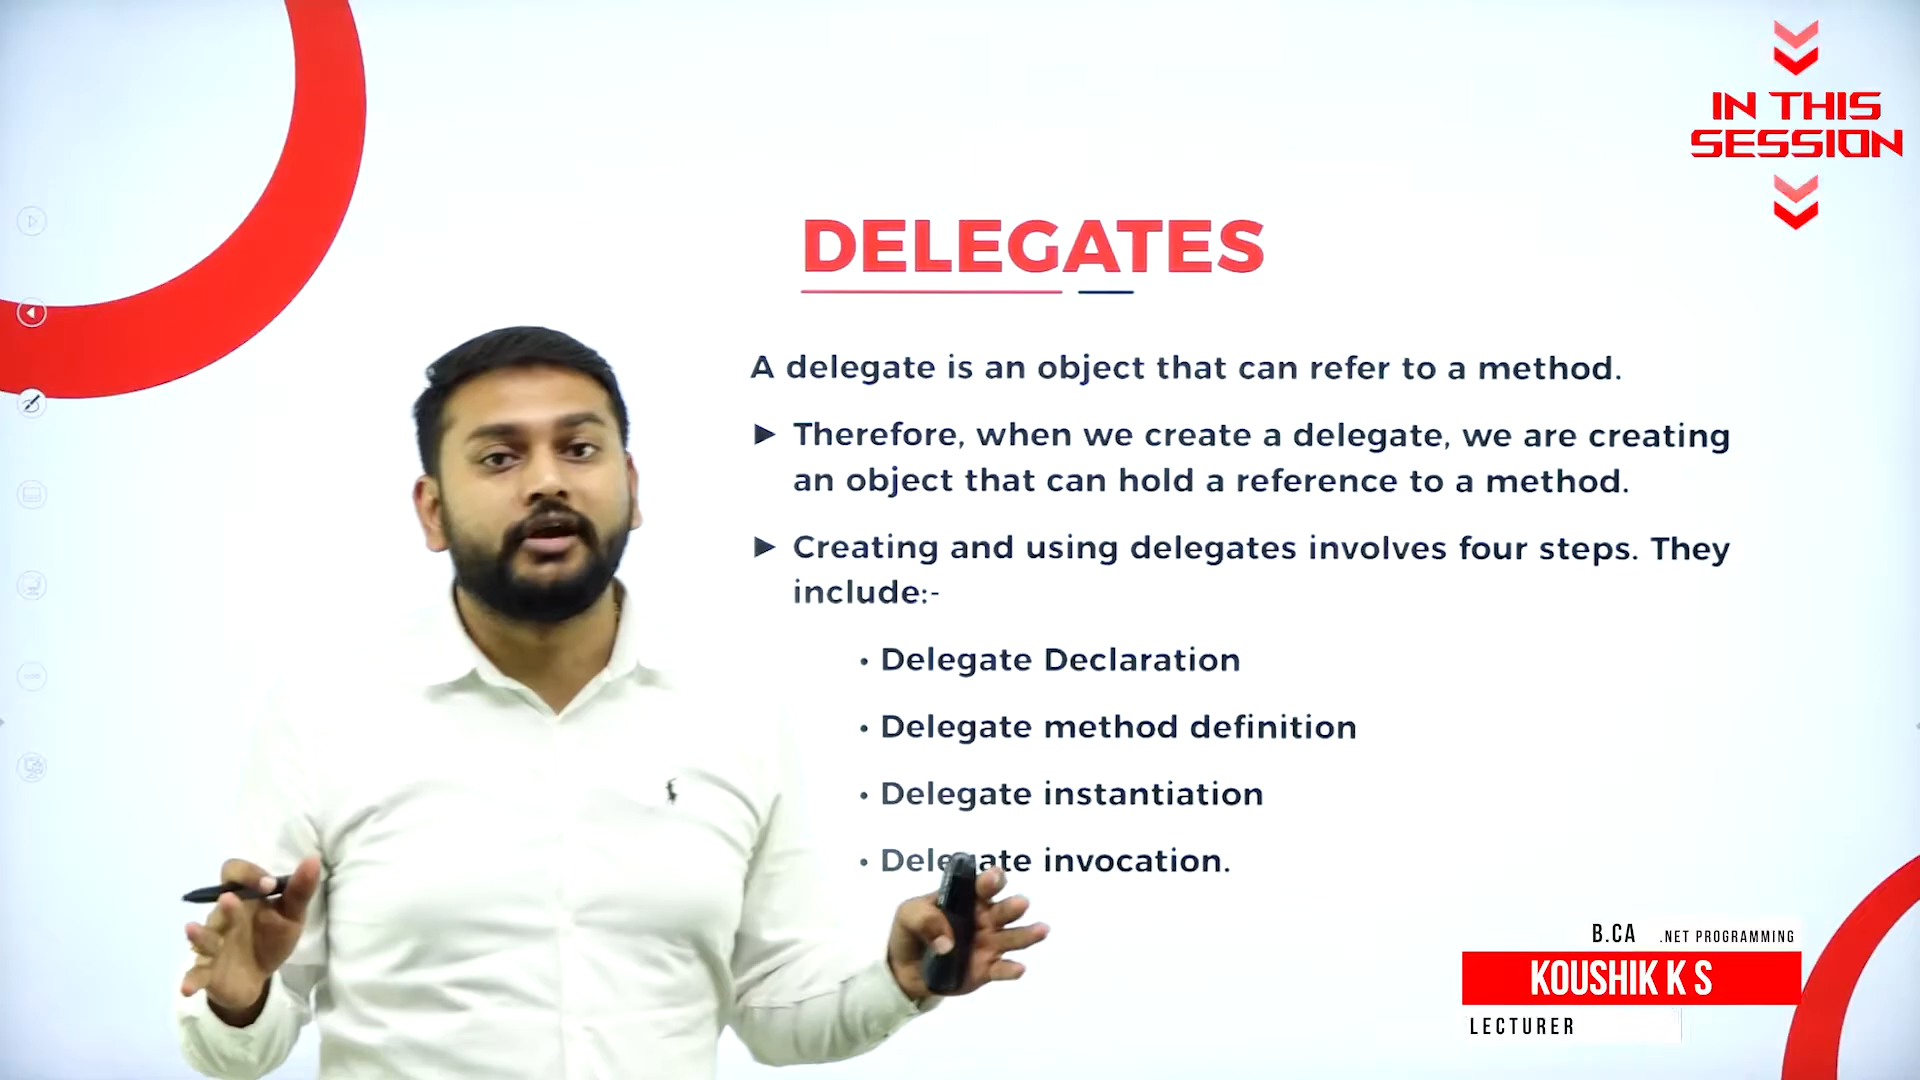 IN THIS
SESSION
DELEGATES
A delegate is an object that can refer to a method.
► Therefore, when we create a delegate, we are creating
an object that can hold a reference to a method.
► Creating and using delegates involves four steps. They
include:-
• Delegate Declaration
• Delegate method definition
• Delegate instantiation
• Delegate invocation.
B.CA .NET PROGRAMMING
KOUSHIK K S
LECTURER